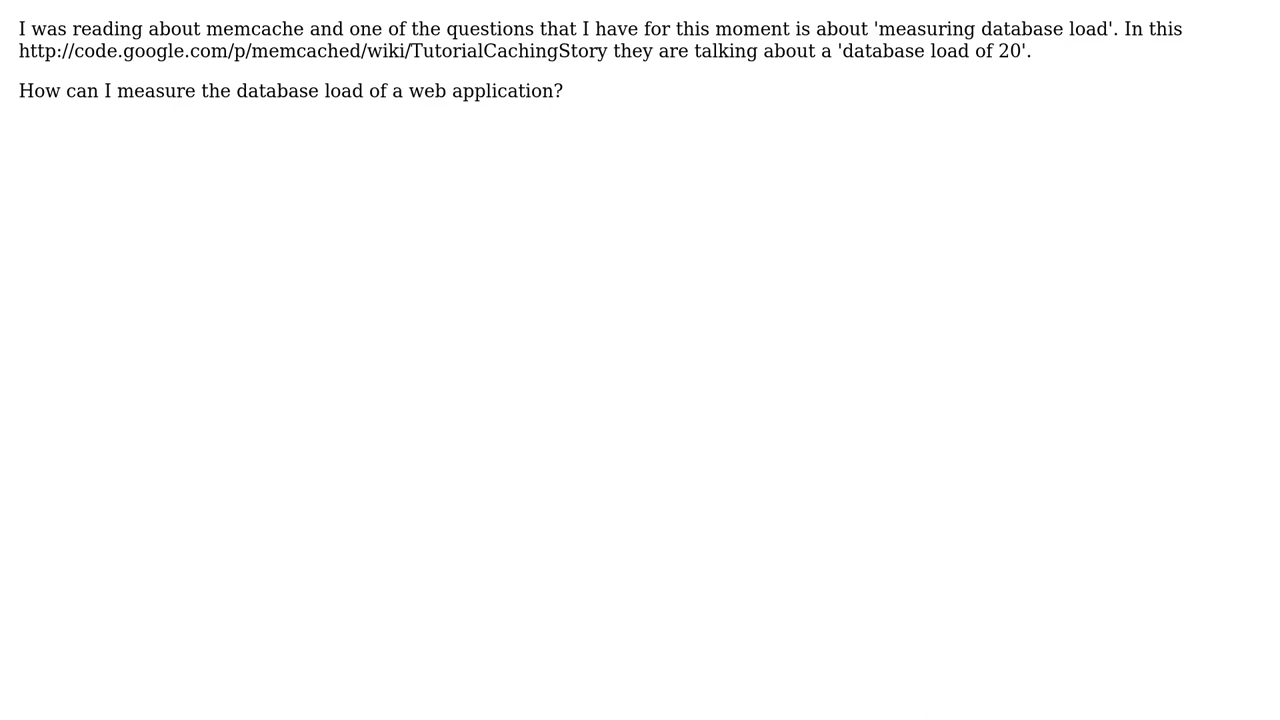 I was reading about memcache and one of the questions that I have for this moment is about 'measuring database load'. In this
http://code.google.com/p/memcached/wiki/TutorialCachingStory they are talking about a 'database load of 20'.
How can I measure the database load of a web application?